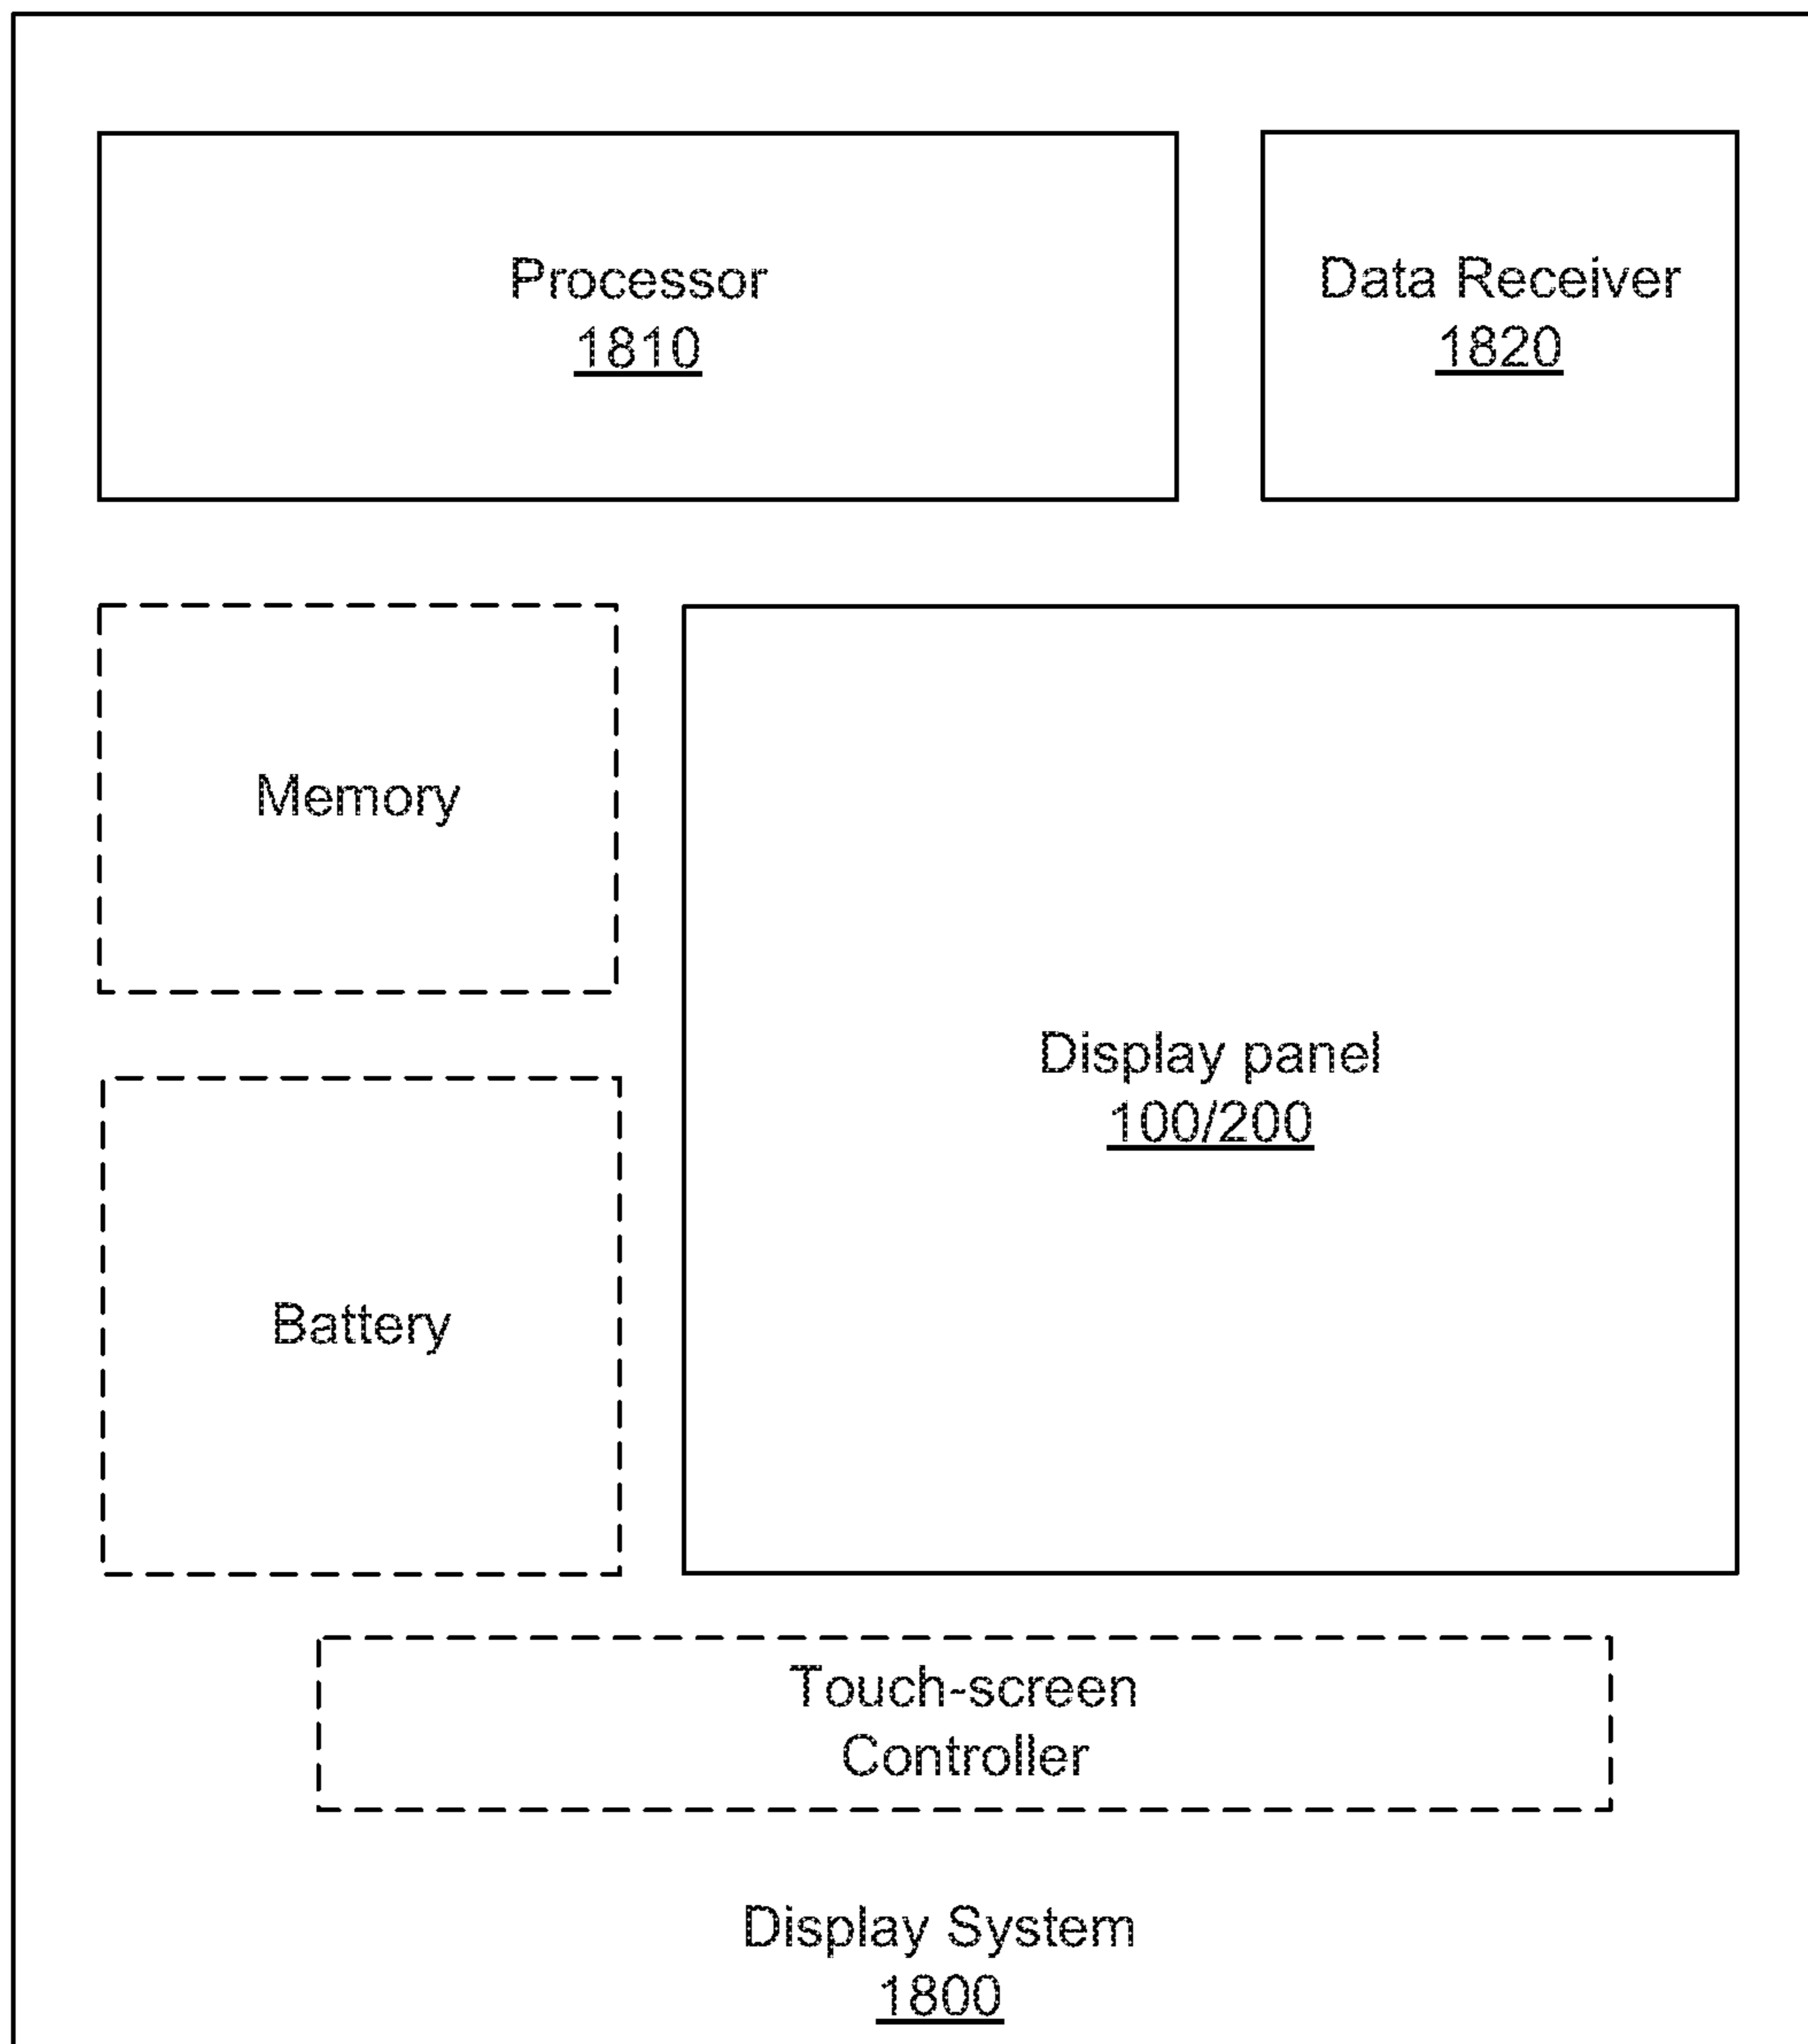 Processor
1810
Data Receiver
1820
Memory
Display panel
100/200
Battery
Touch-screen
Controller
Display System
1800